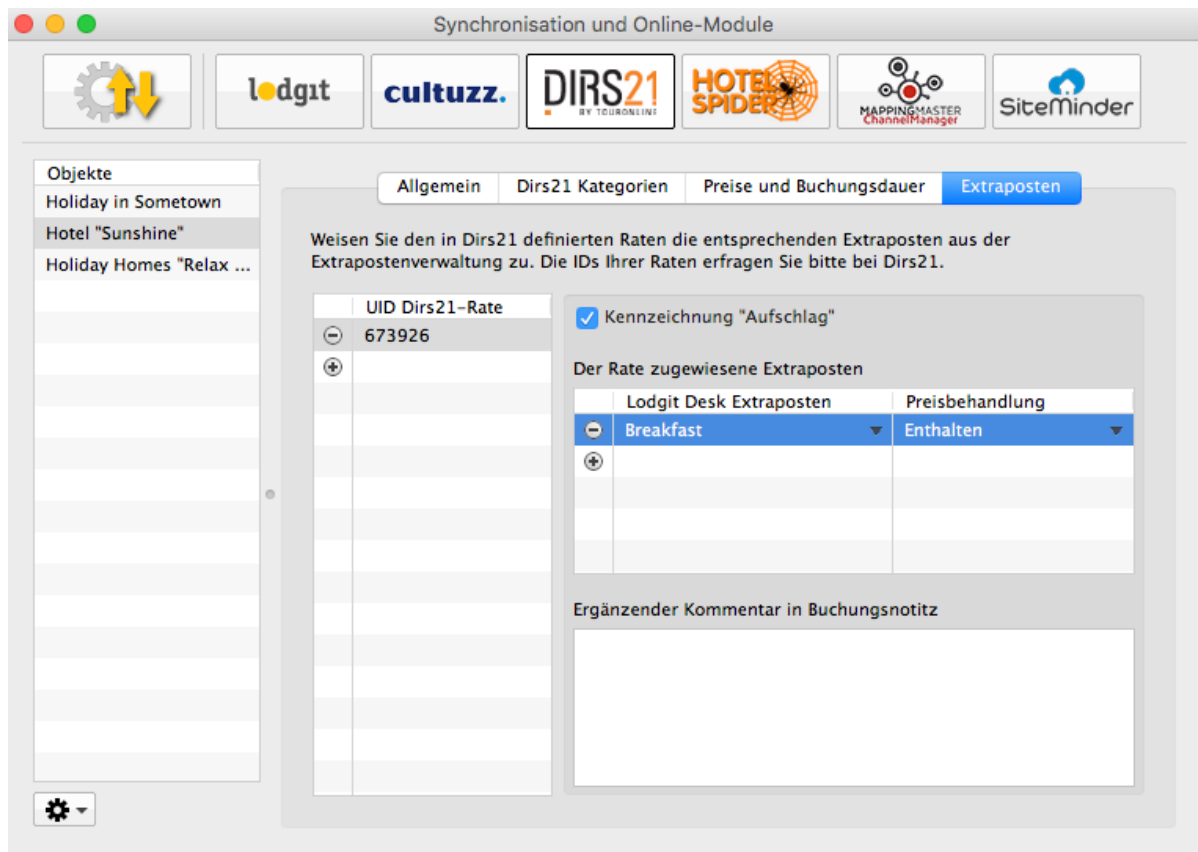 Synchronisation und Online-Module
lodgit
cultuzz.
DIRS21
BY TOURONLINE
HOTEL
SPIDER
MAPPINGMASTER
ChannelManager
SiteMinder
Objekte
Holiday in Sometown
Hotel "Sunshine"
Holiday Homes "Relax ...
Allgemein
Dirs21 Kategorien
Preise und Buchungsdauer
Extraposten
Weisen Sie den in Dirs21 definierten Raten die entsprechenden Extraposten aus der
Extrapostenverwaltung zu. Die IDs Ihrer Raten erfragen Sie bitte bei Dirs21.
UID Dirs21-Rate
673926
Kennzeichnung "Aufschlag"
Der Rate zugewiesene Extraposten
Lodgit Desk Extraposten
Preisbehandlung
Breakfast
Enthalten
Ergänzender Kommentar in Buchungsnotitz